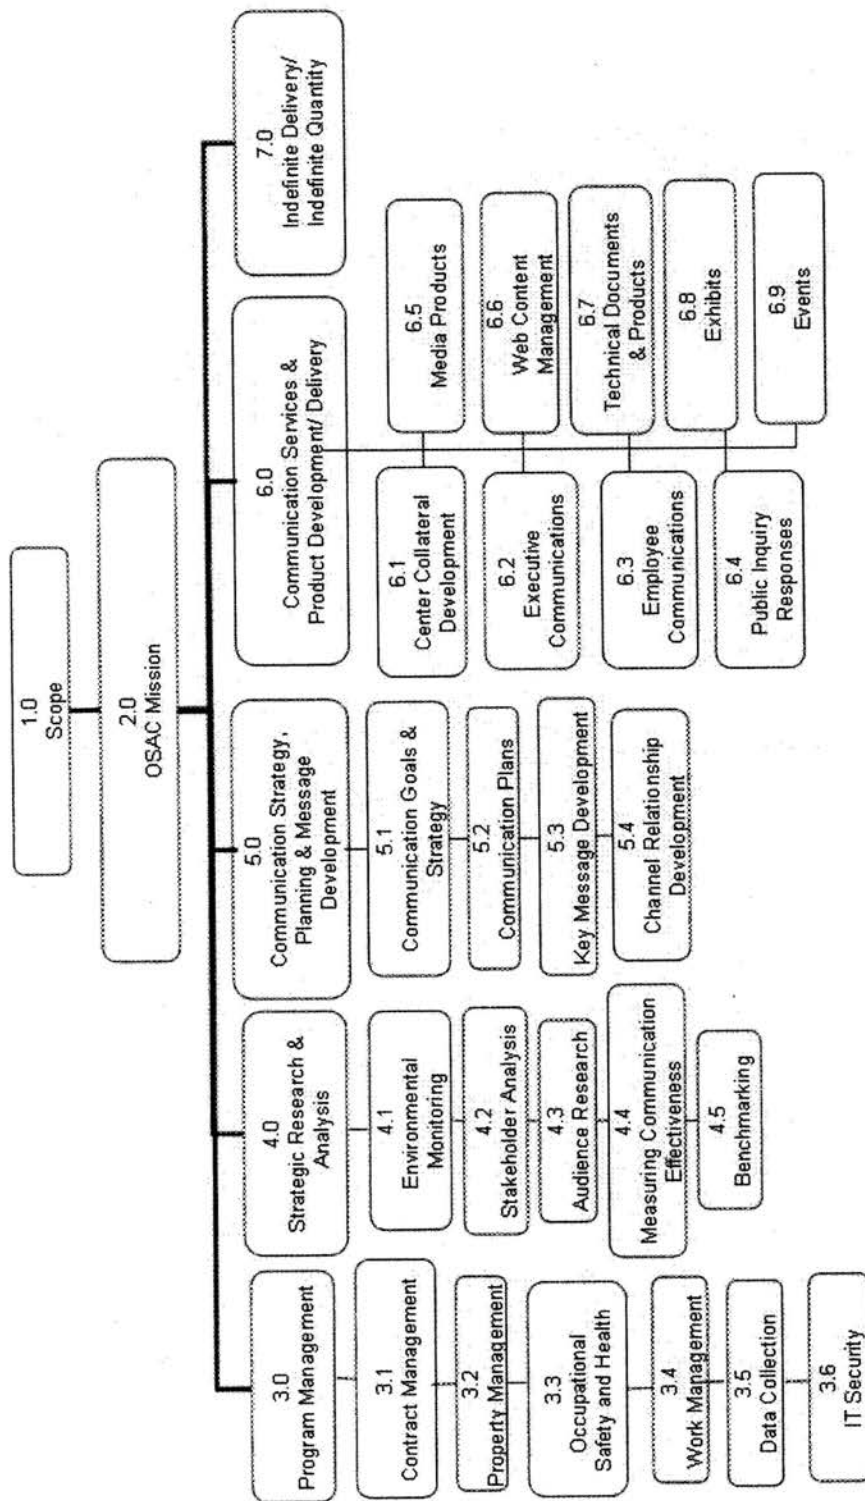 1.0
Scope
2.0
OSAC Mission
3.0
Program Management
3.1
Contract Management
3.2
Property Management
3.3
Occupational
Safety and Health
3.4
Work Management
3.5
Data Collection
3.6
IT Security
4.0
Strategic Research &
Analysis
4.1
Environmental
Monitoring
4.2
Stakeholder Analysis
4.3
Audience Research
4.4
Measuring Communication
Effectiveness
4.5
Benchmarking
5.0
Communication Strategy,
Planning & Message
Development
5.1
Communication Goals &
Strategy
5.2
Communication Plans
5.3
Key Message Development
5.4
Channel Relationship
Development
6.0
Communication Services &
Product Development/ Delivery
6.1
Center Collateral
Development
6.2
Executive
Communications
6.3
Employee
Communications
6.4
Public Inquiry
Responses
6.5
Media Products
6.6
Web Content
Management
6.7
Technical Documents
& Products
6.8
Exhibits
6.9
Events
7.0
Indefinite Delivery/
Indefinite Quantity